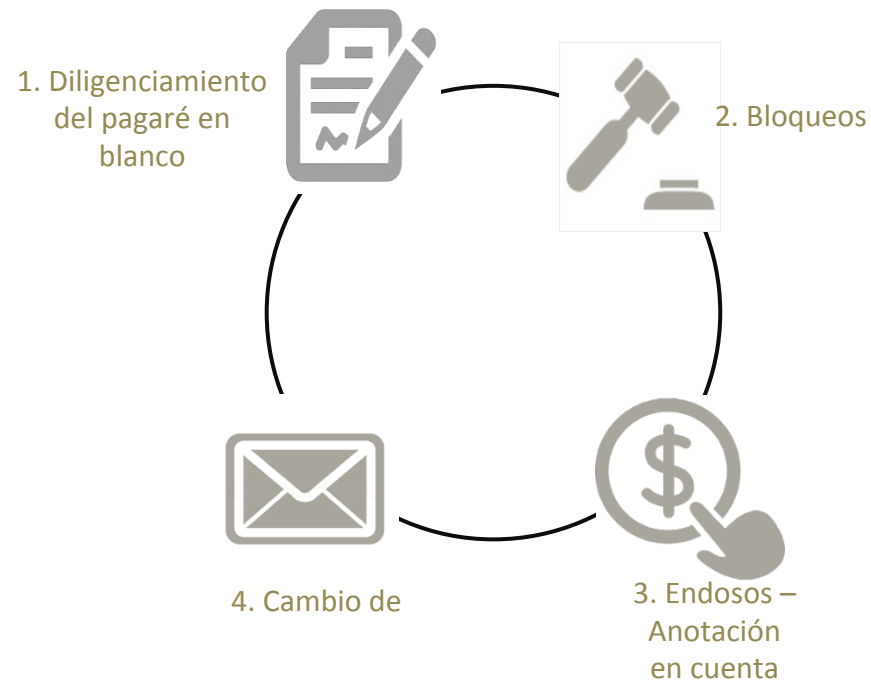 1. Diligenciamiento
del pagaré en
blanco
2. Bloqueos
3. Endosos –
Anotación
en cuenta
4. Cambio de